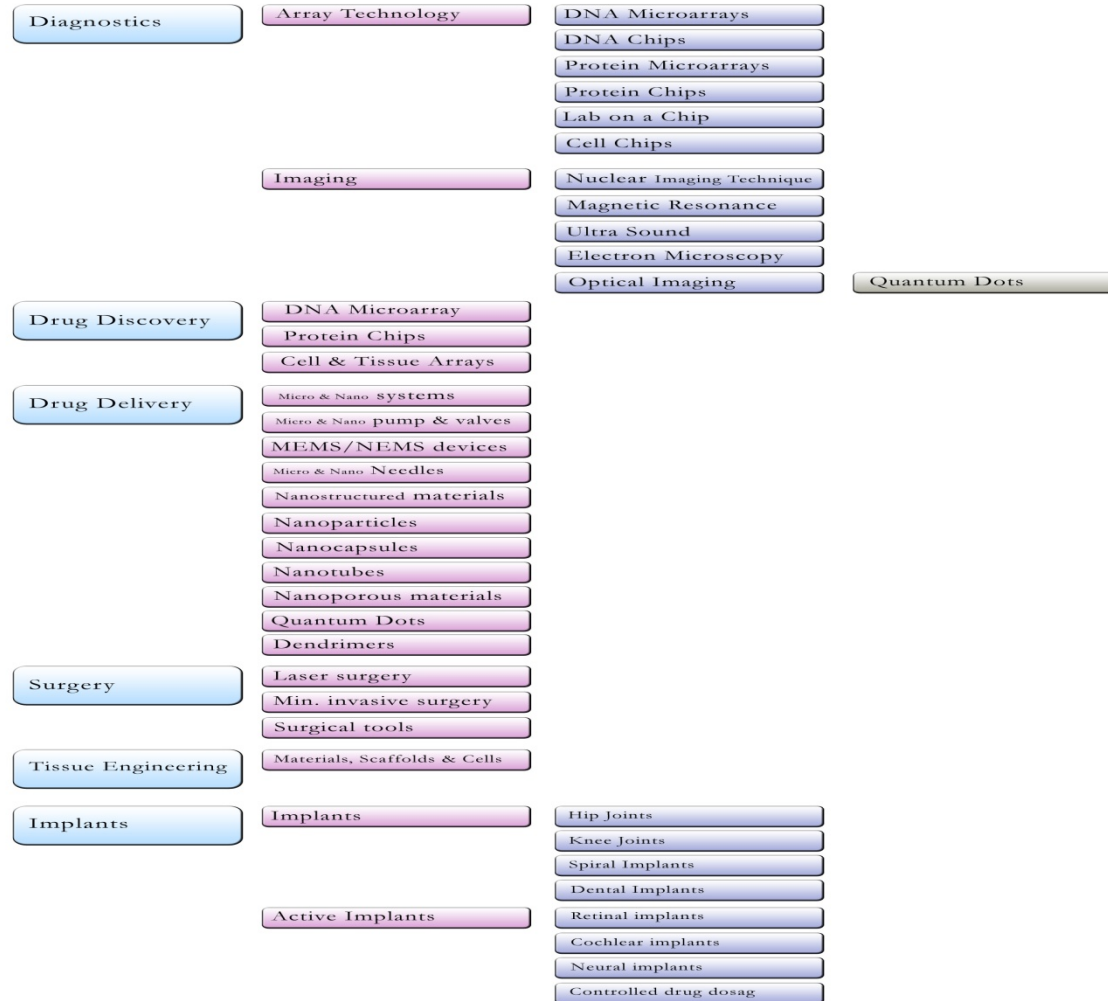 Diagnostics
Array Technology
DNA Microarrays
DNA Chips
Protein Microarrays
Protein Chips
Lab on a Chip
Cell Chips
Imaging
Nuclear Imaging Technique
Magnetic Resonance
Ultra Sound
Electron Microscopy
Optical Imaging
Quantum Dots
Drug Discovery
DNA Microarray
Protein Chips
Cell & Tissue Arrays
Drug Delivery
Micro & Nano systems
Micro & Nano pump & valves
MEMS/NEMS devices
Micro & Nano Needles
Nanostructured materials
Nanoparticles
Nanocapsules
Nanotubes
Nanoporous materials
Quantum Dots
Dendrimers
Surgery
Laser surgery
Min. invasive surgery
Surgical tools
Tissue Engineering
Materials, Scaffolds & Cells
Implants
Implants
Hip Joints
Knee Joints
Spiral Implants
Dental Implants
Active Implants
Retinal implants
Cochlear implants
Neural implants
Controlled drug dosag